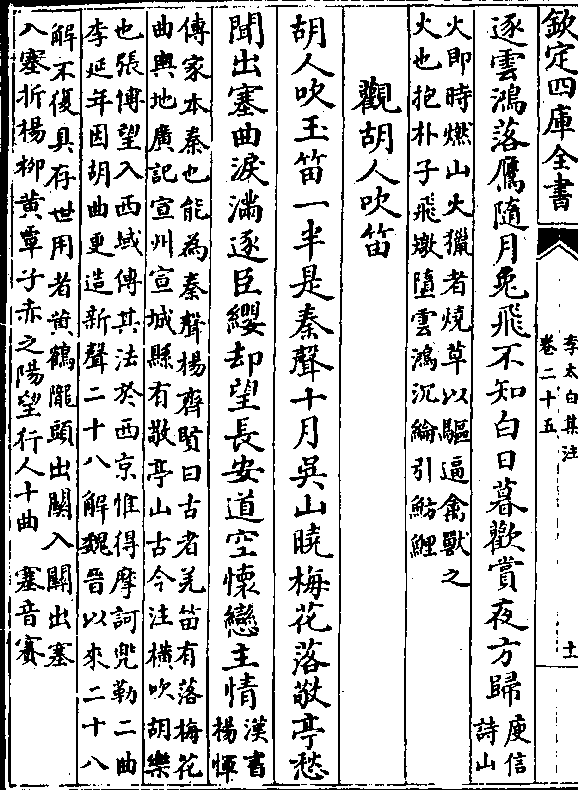 欽定四庫全書
李太白集注
卷二十五
十一
逐雲鴻落鷹隨月兔飛不知白日暮歡賞夜方歸
庾信
詩山
火即時燃山火獵者燒草以驅逼禽獸之
火也抱朴子飛繳墮雲鴻沉綸引魴鯉
觀胡人吹笛
胡人吹玉笛一半是秦聲十月吳山曉梅花落敬亭愁
聞出塞曲淚滿逐臣纓却望長安道空懷戀主情
漢書
楊惲
傳家本秦也能為秦聲楊齊賢曰古者羌笛有落梅花
曲輿地廣記宣州宣城縣有敬亭山古今注橫吹胡樂
也張博望入西域傳其法於西京惟得摩訶兜勒二曲
李延年因胡曲更造新聲二十八解魏晉以來二十八
解不復具存世用者黄鶴隴頭出關入關出塞
入塞折楊柳黄覃子赤之陽望行人十曲
塞音賽